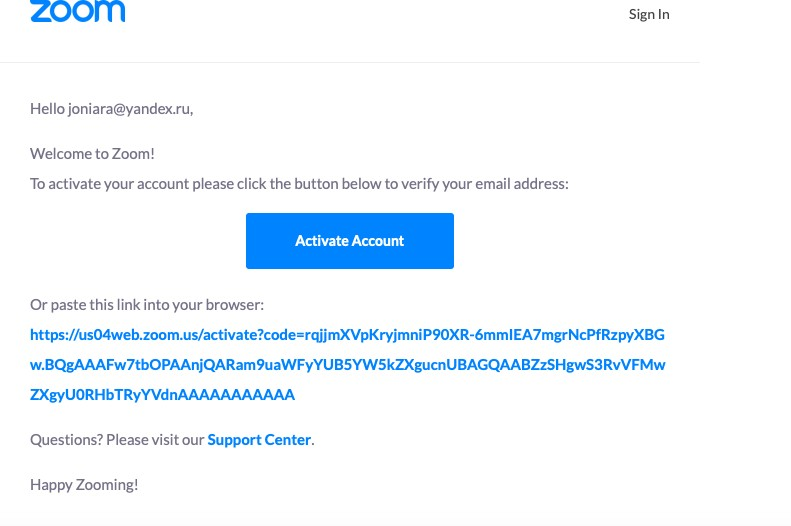 zoom
Sign In
Hello joniara@yandex.ru,
Welcome to Zoom!
To activate your account please click the button below to verify your email address:
Activate Account
Or paste this link into your browser:
https://us04web.zoom.us/activate?code=rqjjmXVpKryjmniP90XR-6mmIEA7mgrNcPfRzpyXBG
w.BQgAAAFw7tbOPAAnjQARam9uaWFyYUB5YW5kZXgucnUBAGQAABZzSHgwS3RvVFMw
ZXgyU0RHbTRyYVdnAAAAAAAAAAA
Questions? Please visit our Support Center.
Happy Zooming!